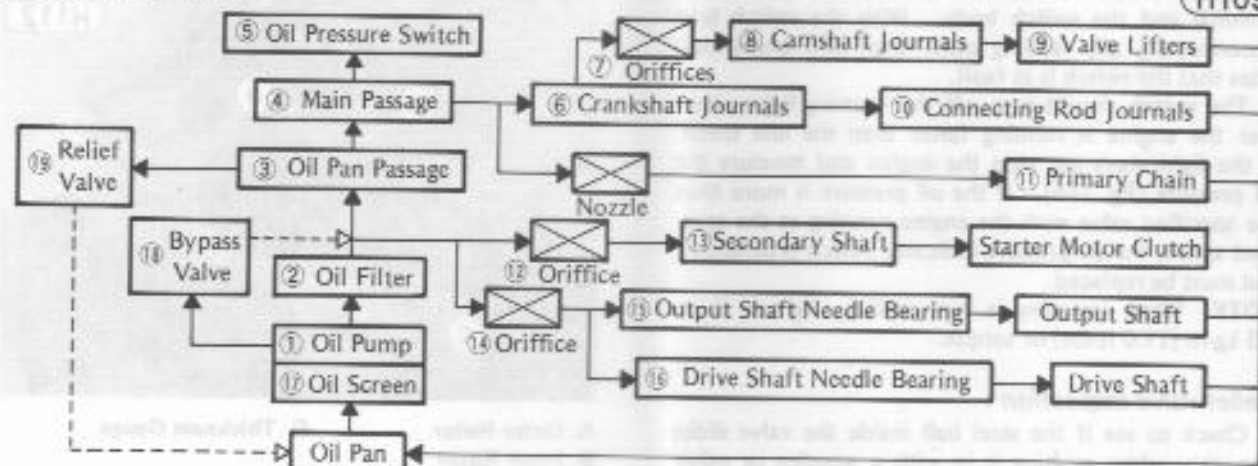 ⑤ Oil Pressure Switch
④ Main Passage
③ Oil Pan Passage
⑲ Relief
Valve
⑱ Bypass
Valve
② Oil Filter
① Oil Pump
⑰ Oil Screen
Oil Pan
⑦ Oriffices
⑧ Camshaft Journals
⑨ Valve Lifters
⑥ Crankshaft Journals
⑩ Connecting Rod Journals
Nozzle
⑪ Primary Chain
⑫ Oriffice
⑬ Secondary Shaft
Starter Motor Clutch
⑭ Oriffice
⑮ Output Shaft Needle Bearing
Output Shaft
⑯ Drive Shaft Needle Bearing
Drive Shaft